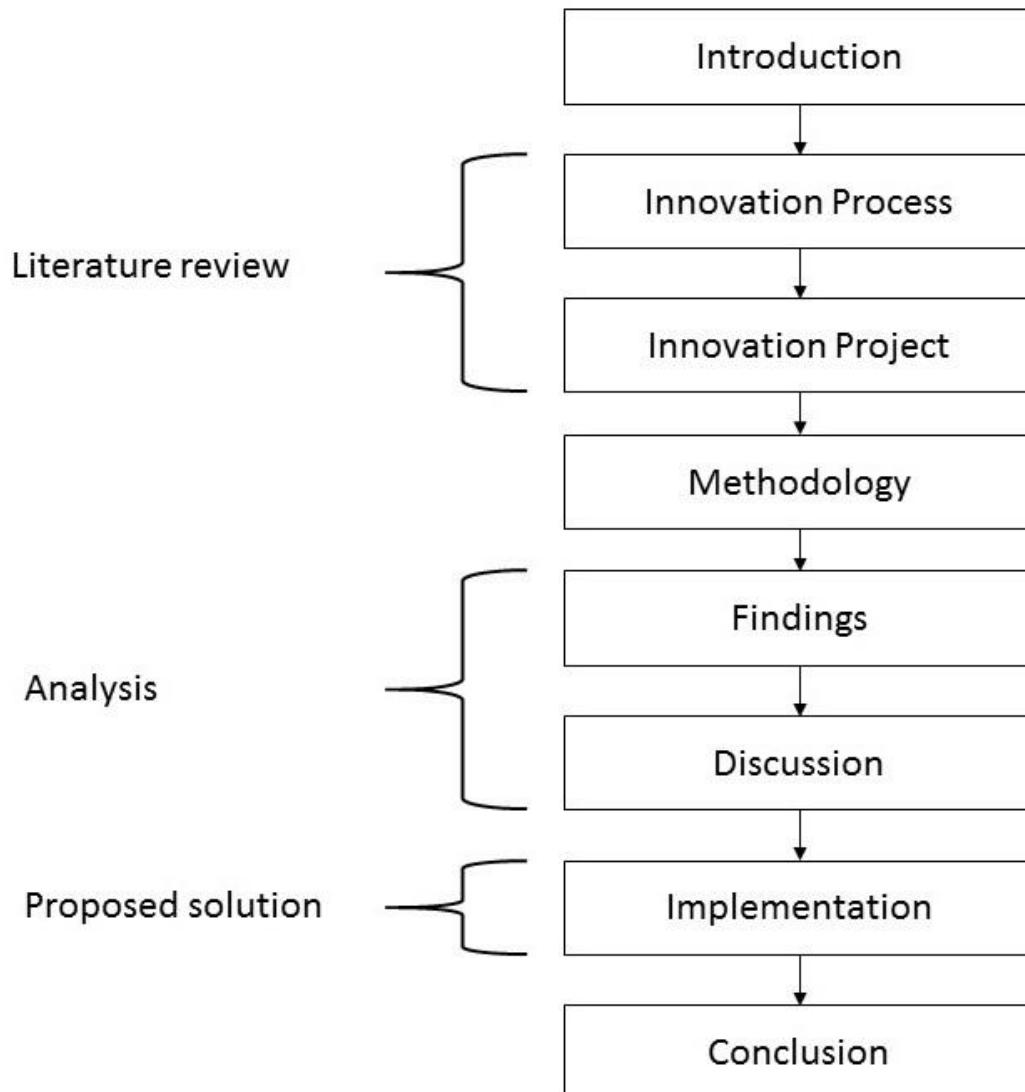 Introduction
Innovation Process
Literature review
Innovation Project
Methodology
Findings
Analysis
Discussion
Proposed solution
Implementation
Conclusion